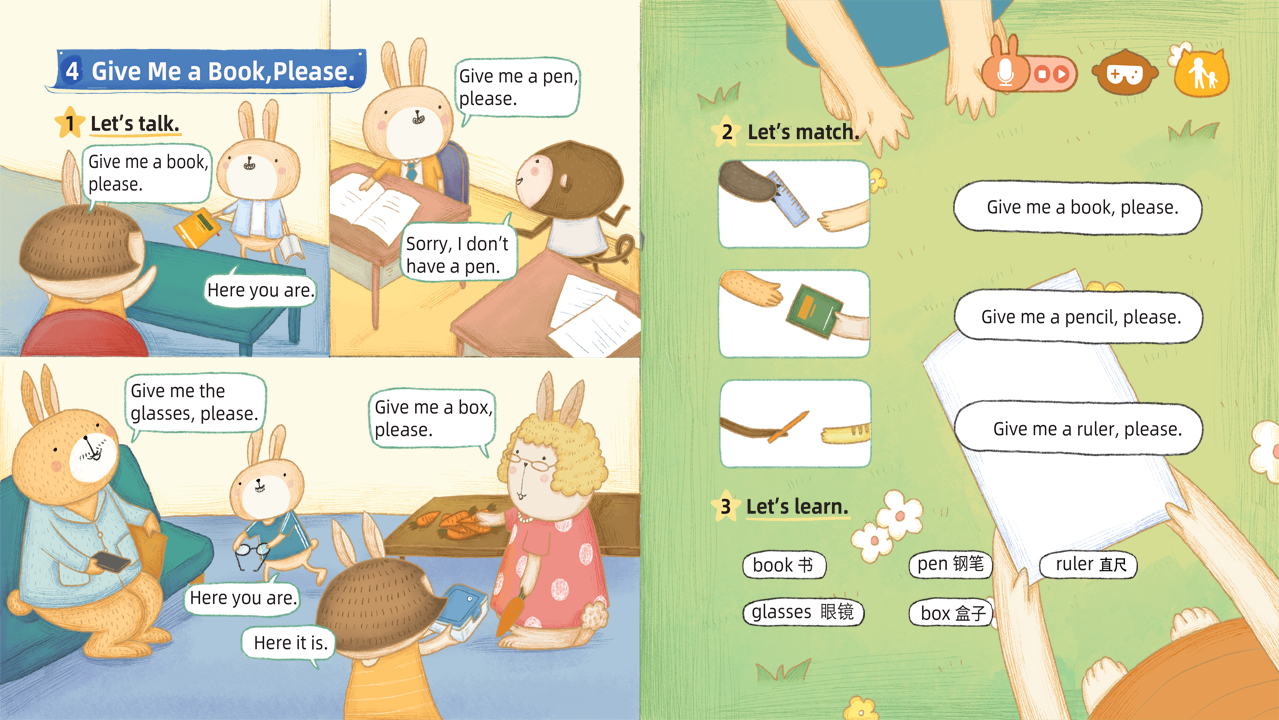 4 Give Me a Book,Please.
1 Let's talk.
Give me a book,
please.
Here you are.
Give me a pen,
please.
Sorry, I don't
have a pen.
Give me the
glasses, please.
Here you are.
Give me a box,
please.
Here it is.
2 Let's match.
Give me a book, please.
Give me a pencil, please.
Give me a ruler, please.
3 Let's learn.
book 书
pen 钢笔
ruler 直尺
glasses 眼镜
box 盒子